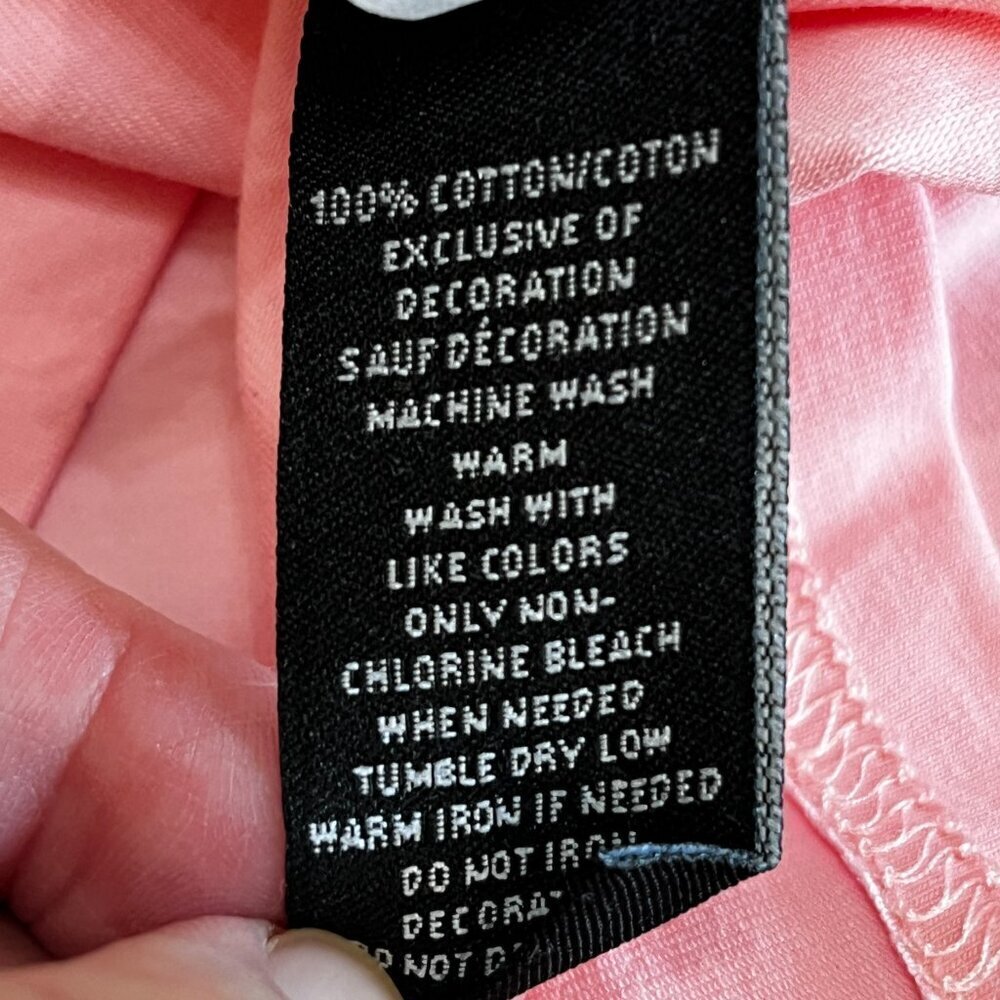 100% COTTON/COTON
EXCLUSIVE OF
DECORATION
SAUF DÉCORATION
MACHINE WASH
WARM
WASH WITH
LIKE COLORS
ONLY NON-
CHLORINE BLEACH
WHEN NEEDED
TUMBLE DRY LOW
WARM IRON IF NEEDED
DO NOT IRON
NOT